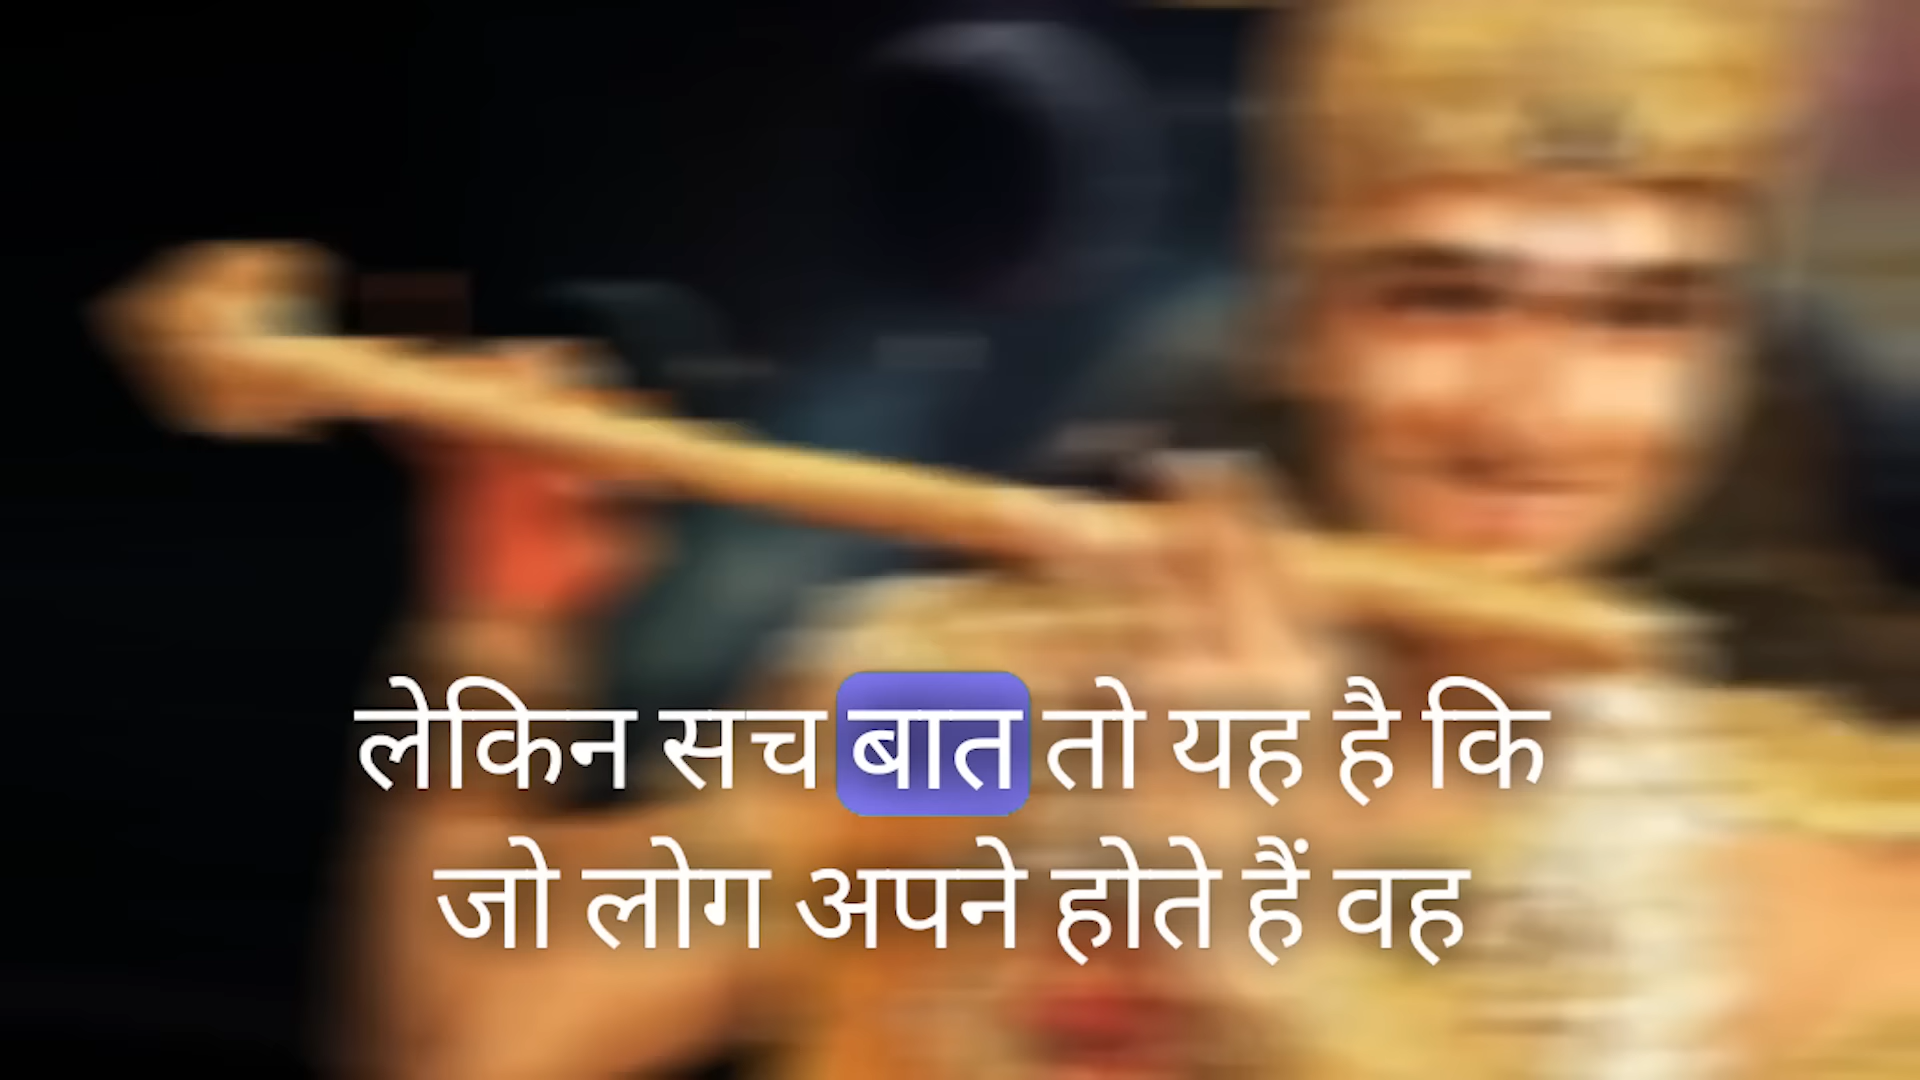 लेकिन सच बात तो यह है कि
जो लोग अपने होते हैं वह